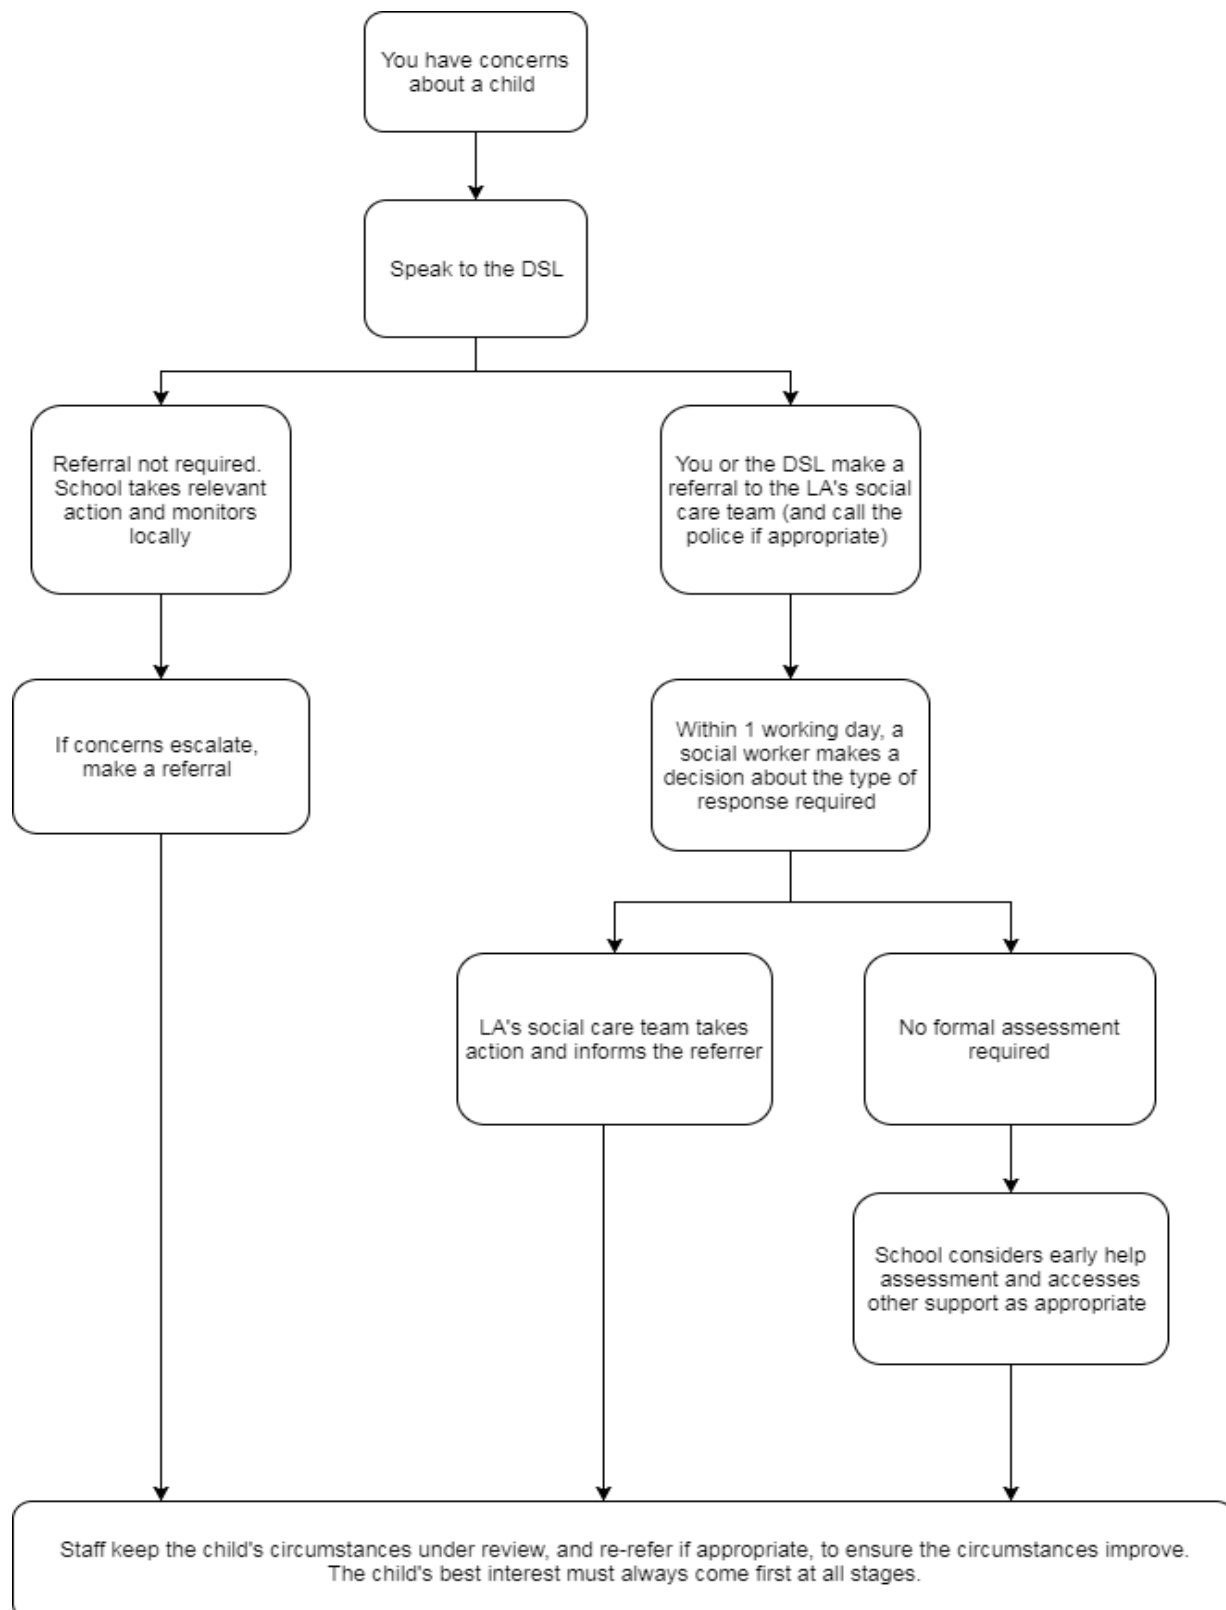 You have concerns
about a child
Speak to the DSL
Referral not required.
School takes relevant
action and monitors
locally
You or the DSL make a
referral to the LA's social
care team (and call the
police if appropriate)
If concerns escalate,
make a referral
Within 1 working day, a
social worker makes a
decision about the type of
response required
LA's social care team takes
action and informs the referrer
No formal assessment
required
School considers early help
assessment and accesses
other support as appropriate
Staff keep the child's circumstances under review, and re-refer if appropriate, to ensure the circumstances improve.
The child's best interest must always come first at all stages.